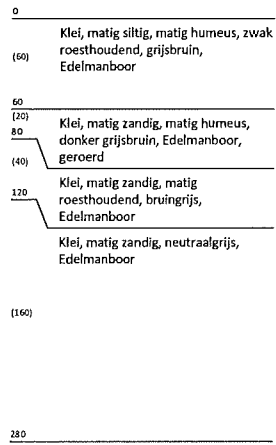 0
Klei, matig siltig, matig humeus, zwak
roesthoudend, grijsbruin,
Edelmanboor
(60)
60
(20)
Klei, matig zandig, matig humeus,
donker grijsbruin, Edelmanboor,
geroerd
80
(40)
Klei, matig zandig, matig
roesthoudend, bruingrijs,
Edelmanboor
120
Klei, matig zandig, neutraalgrijs,
Edelmanboor
(160)
280